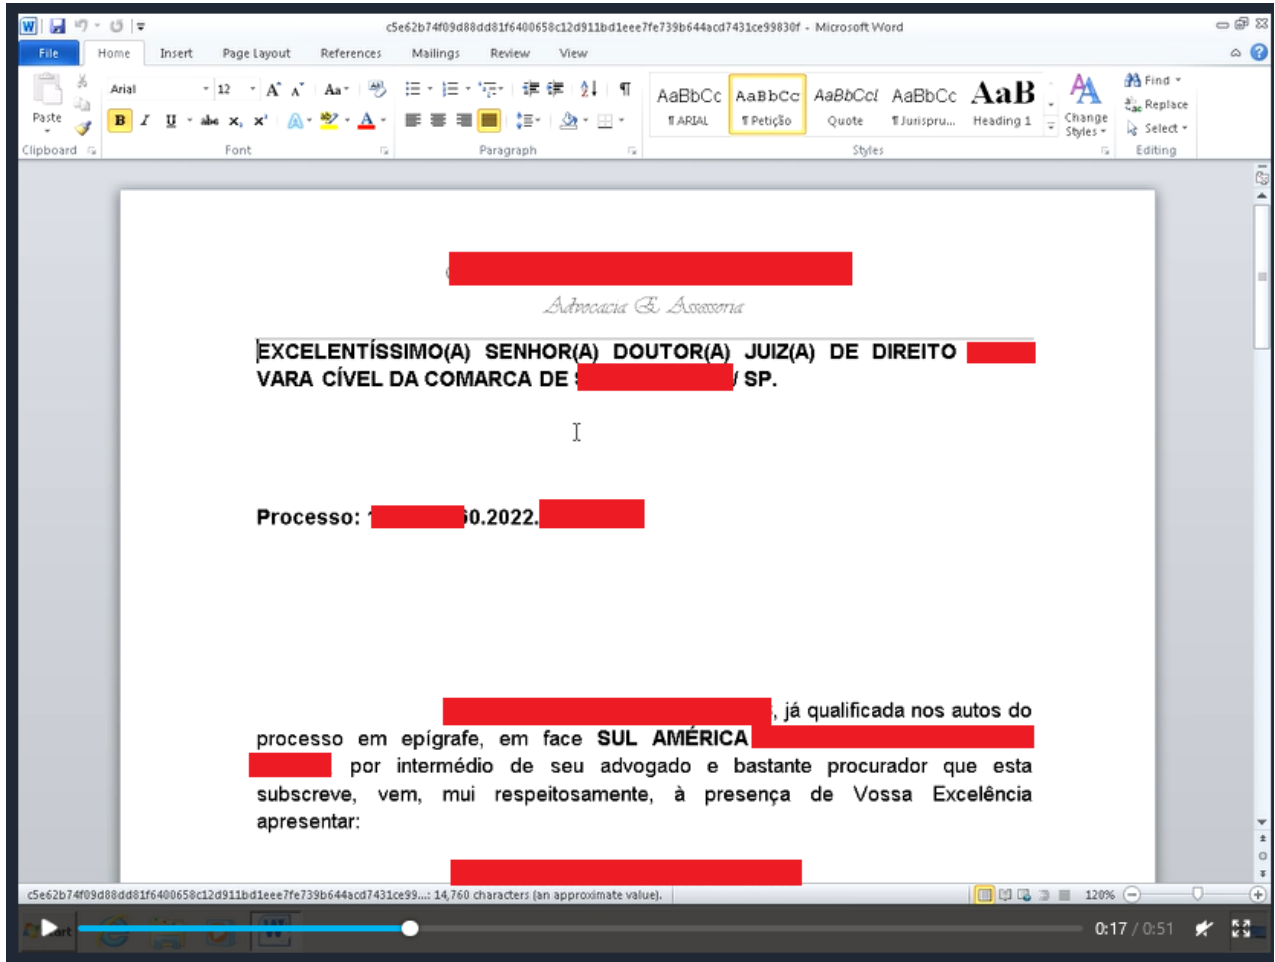 c5e62b74f09d88dd81f6400658c12d911bd1eee7fe739b644acd7431ce99830f - Microsoft Word
File Home Insert Page Layout References Mailings Review View
Arial 12
Paste
AaBbCc AaBbCc AaBbCcI AaBbCc AaB
¶ ARIAL ¶ Petição Quote ¶ Jurispru... Heading 1
Change Styles
Find
Replace
Select
Clipboard Font Paragraph Styles Editing
Advocacia E Assessoria
EXCELENTÍSSIMO(A) SENHOR(A) DOUTOR(A) JUIZ(A) DE DIREITO
VARA CÍVEL DA COMARCA DE / SP.
Processo: 60.2022.
, já qualificada nos autos do
processo em epígrafe, em face SUL AMÉRICA
por intermédio de seu advogado e bastante procurador que esta
subscreve, vem, mui respeitosamente, à presença de Vossa Excelência
apresentar:
c5e62b74f09d88dd81f6400658c12d911bd1eee7fe739b644acd7431ce99...: 14,760 characters (an approximate value). 120%
0:17 / 0:51